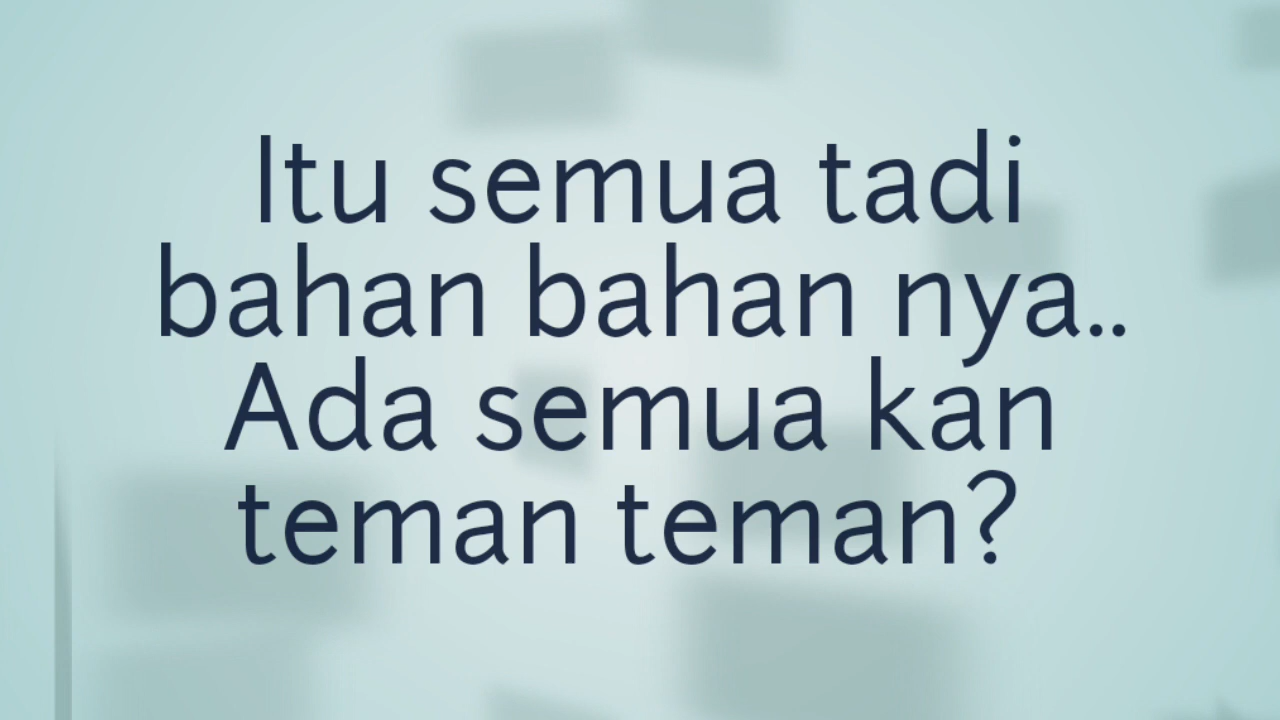 Itu semua tadi
bahan bahan nya..
Ada semua kan
teman teman?